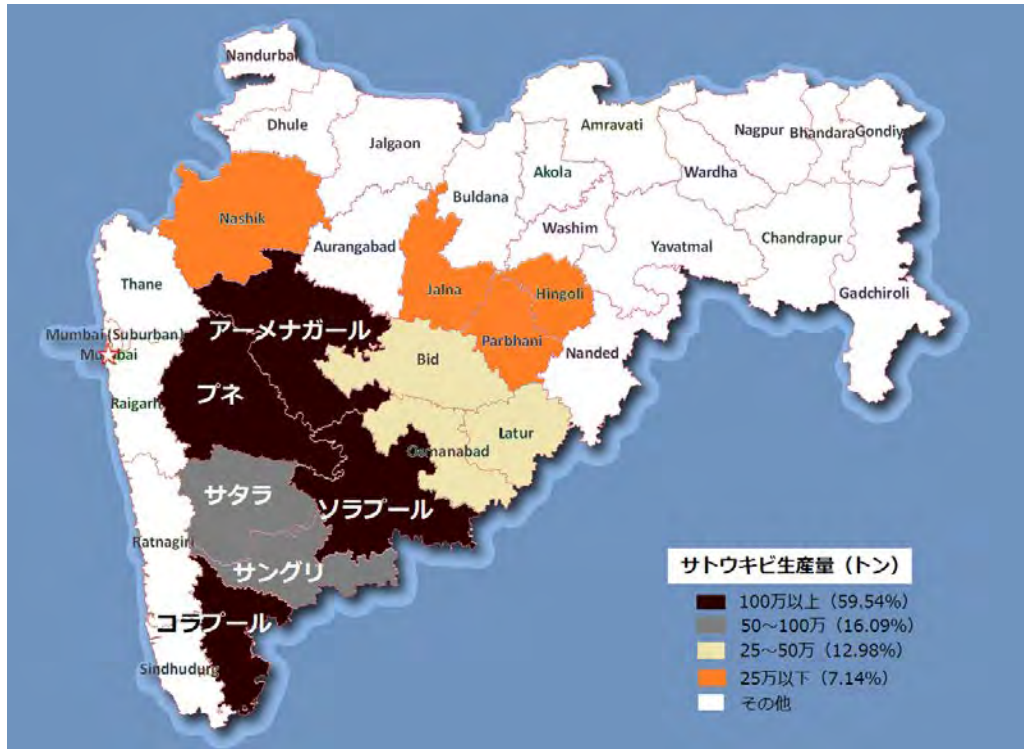 Nandurbar
Dhule
Jalgaon
Amravati
Nagpur
Bhandara
Gondiy
Akola
Wardha
Buldana
Nashik
Washim
Aurangabad
Yavatmal
Chandrapur
Thane
Jalna
Hingoli
Gadchiroli
アーメナガール
Mumbai (Suburban)
Parbhani
Nanded
Mumbai
Bid
プネ
Raigarh
Latur
Osmanabad
サタラ
ソラプール
Ratnagiri
サングリ
コラプール
Sindhudurg
サトウキビ生産量（トン）
100万以上（59.54%）
50～100万（16.09%）
25～50万（12.98%）
25万以下（7.14%）
その他